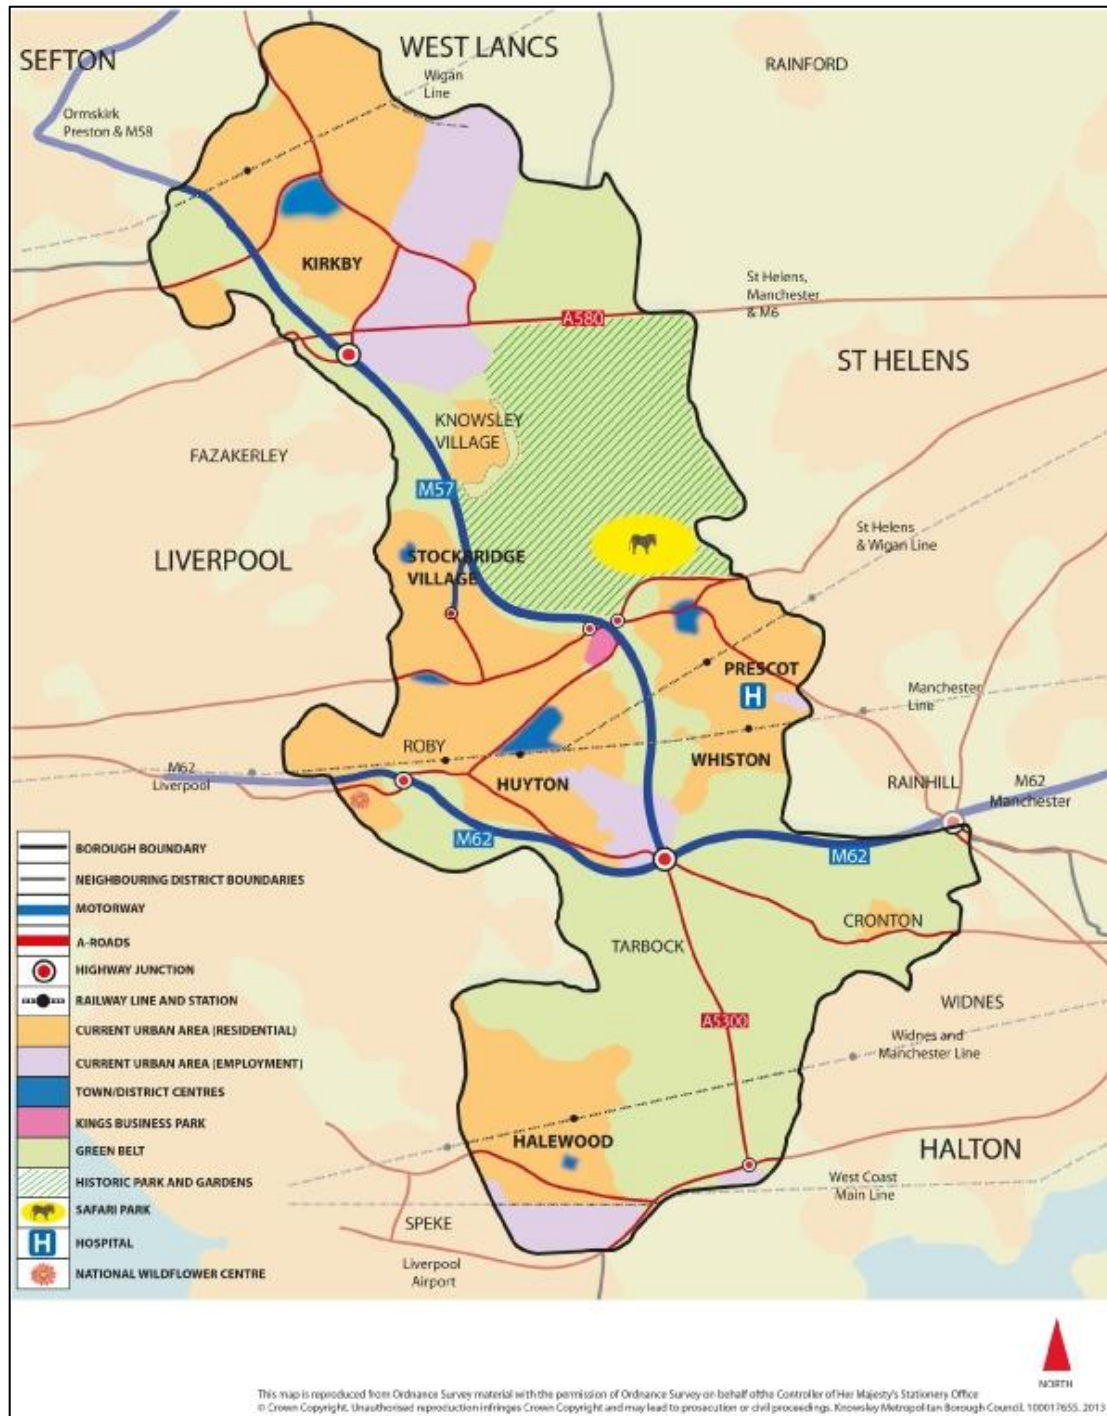 SEFTON
WEST LANCS
RAINFORD
Wigan
Line
Ormskirk
Preston & M58
KIRKBY
St Helens,
Manchester
& M6
A580
ST HELENS
KNOWSLEY
VILLAGE
FAZAKERLEY
M57
St Helens
& Wigan Line
LIVERPOOL
STOCKBRIDGE
VILLAGE
PRESCOT
H
Manchester
Line
ROBY
WHISTON
M62
Liverpool
HUYTON
RAINHILL
M62
Manchester
M62
M62
CRONTON
TARBOCK
WIDNES
A5300
Widnes and
Manchester Line
HALEWOOD
HALTON
West Coast
Main Line
SPEKE
Liverpool
Airport
BOROUGH BOUNDARY
NEIGHBOURING DISTRICT BOUNDARIES
MOTORWAY
A-ROADS
HIGHWAY JUNCTION
RAILWAY LINE AND STATION
CURRENT URBAN AREA (RESIDENTIAL)
CURRENT URBAN AREA (EMPLOYMENT)
TOWN/DISTRICT CENTRES
KINGS BUSINESS PARK
GREEN BELT
HISTORIC PARK AND GARDENS
SAFARI PARK
H HOSPITAL
NATIONAL WILDFLOWER CENTRE
NORTH
This map is reproduced from Ordnance Survey material with the permission of Ordnance Survey on behalf ofthe Controller of Her Majesty's Stationery Office
© Crown Copyright. Unauthorised reproduction infringes Crown Copyright and may lead to prosecution or civil proceedings. Knowsley Metropolitan Borough Council. 100017655. 2013